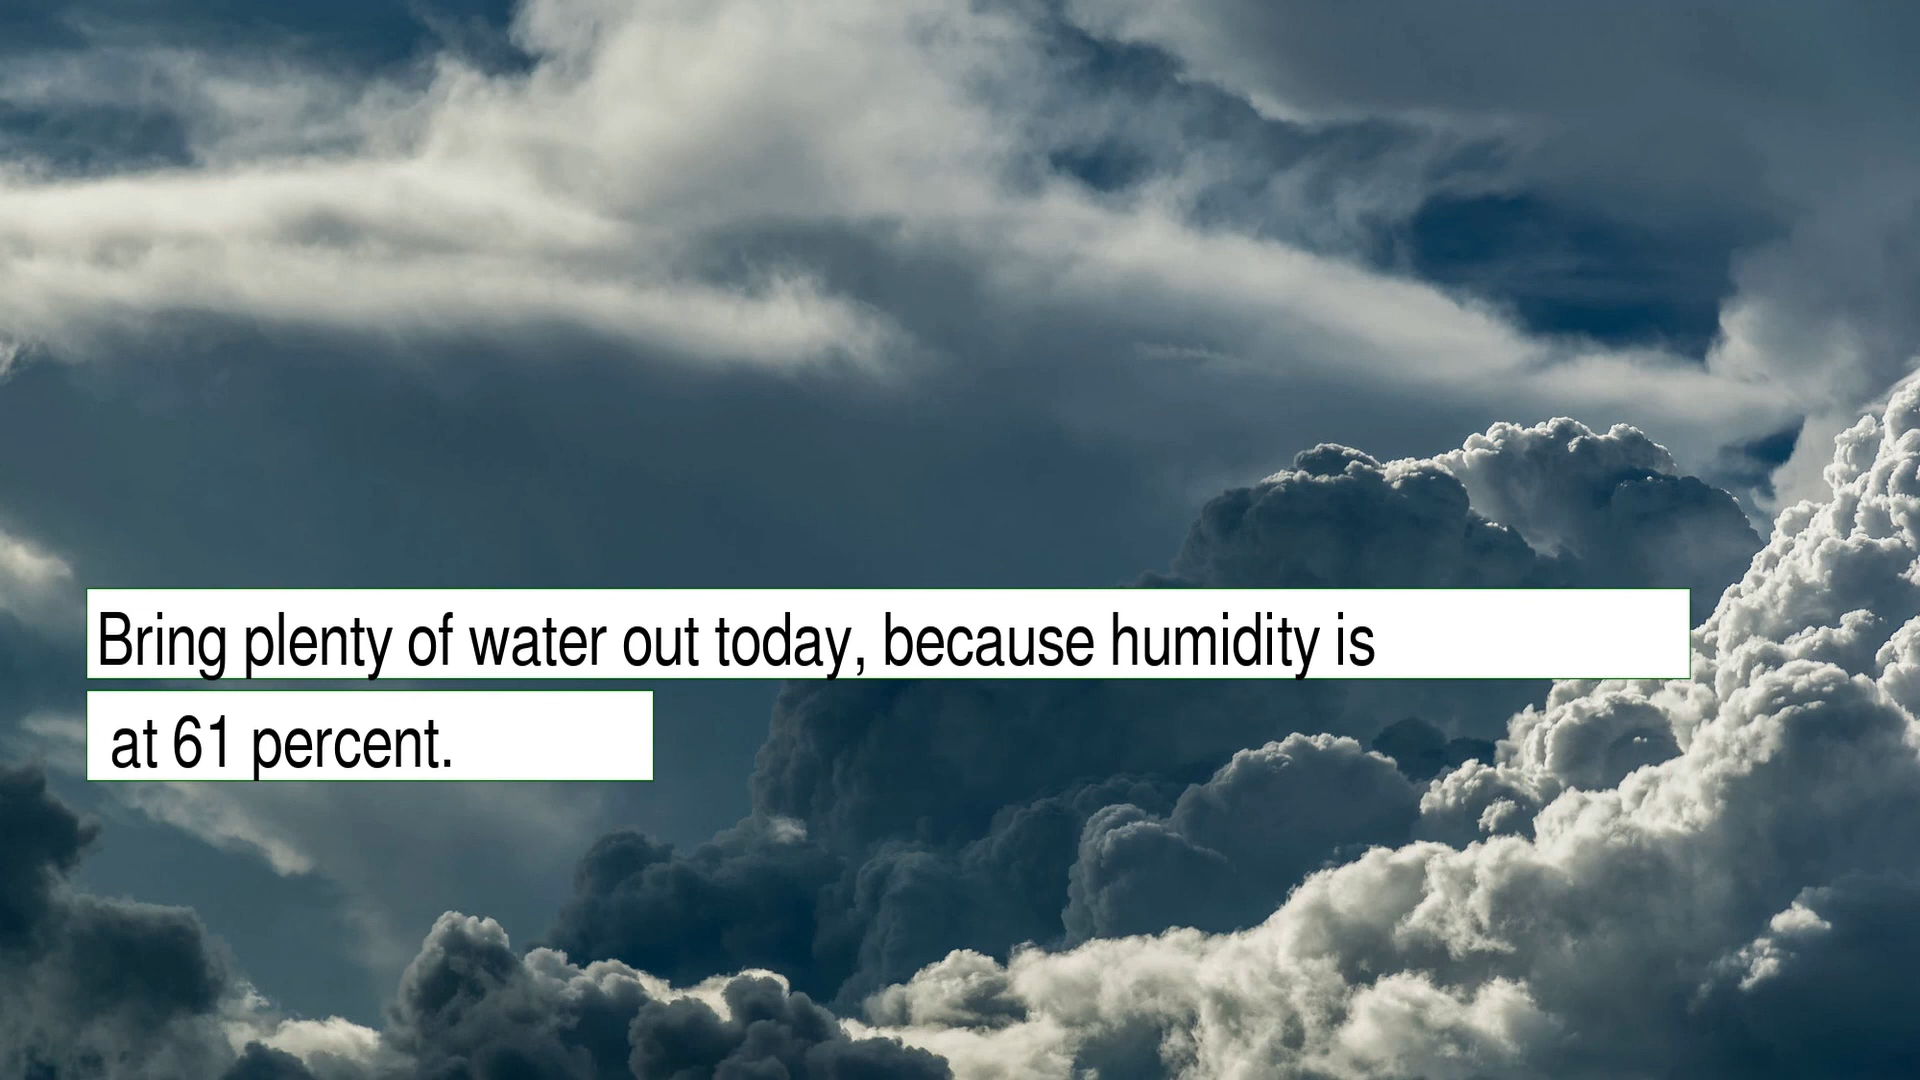 Bring plenty of water out today, because humidity is
at 61 percent.